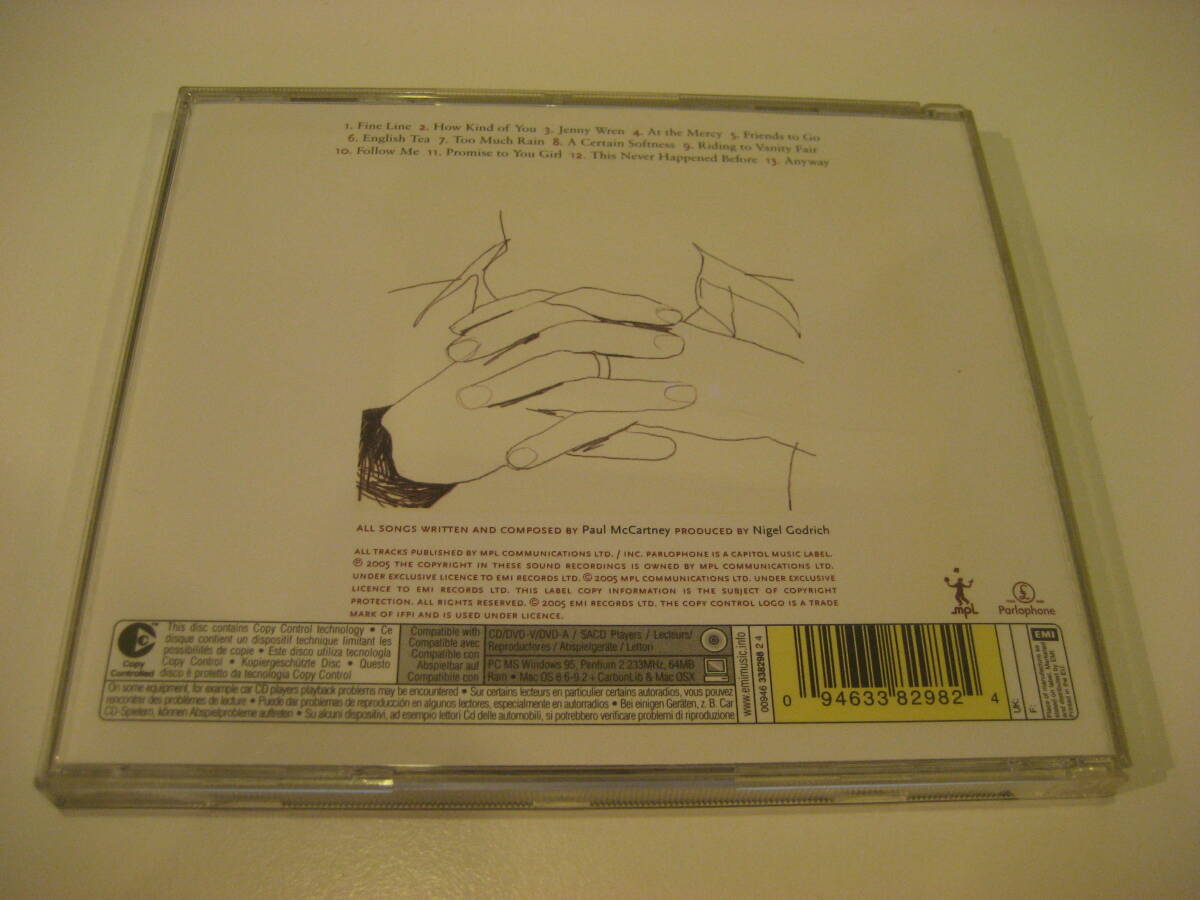 1. Fine Line 2. How Kind of You 3. Jenny Wren 4. At the Mercy 5. Friends to Go
6. English Tea 7. Too Much Rain 8. A Certain Softness 9. Riding to Vanity Fair
10. Follow Me 11. Promise to You Girl 12. This Never Happened Before 13. Anyway
ALL SONGS WRITTEN AND COMPOSED BY Paul McCartney PRODUCED BY Nigel Godrich
ALL TRACKS PUBLISHED BY MPL COMMUNICATIONS LTD. / INC. PARLOPHONE IS A CAPITOL MUSIC LABEL.
℗ 2005 THE COPYRIGHT IN THESE SOUND RECORDINGS IS OWNED BY MPL COMMUNICATIONS LTD.
UNDER EXCLUSIVE LICENCE TO EMI RECORDS LTD. © 2005 MPL COMMUNICATIONS LTD. UNDER EXCLUSIVE
LICENCE TO EMI RECORDS LTD. THIS LABEL COPY INFORMATION IS THE SUBJECT OF COPYRIGHT
PROTECTION. ALL RIGHTS RESERVED. © 2005 EMI RECORDS LTD. THE COPY CONTROL LOGO IS A TRADE
MARK OF IFPI AND IS USED UNDER LICENCE.
mpl
Parlophone
Copy
Controlled
This disc contains Copy Control technology • Ce
disque contient un dispositif technique limitant les
possibilités de copie • Este disco utiliza tecnologia
Copy Control • Kopiergeschützte Disc • Questo
disco è protetto da tecnologia Copy Control
Compatible with
Compatible avec
Compatible con
Abspielbar auf
Compatibile con
CD/DVD-V/DVD-A / SACD Players / Lecteurs/
Reproductores / Abspielgeräte / Lettori
PC MS Windows 95, Pentium 2 233MHz, 64MB
Ram • Mac OS 8.6-9.2 + CarbonLib & Mac OSX
On some equipment, for example car CD players playback problems may be encountered • Sur certains lecteurs en particulier certains autoradios, vous pouvez
rencontrer des problèmes de lecture • Puede dar problemas de reproducción en algunos lectores, especialmente en autorradios • Bei einigen Geräten, z. B. Car
CD-Spielern, können Abspielprobleme auftreten • Su alcuni dispositivi, ad esempio lettori Cd delle automobili, si potrebbero verificare problemi di riproduzione
www.emimusic.info
00946 338298 2 4
0 94633 82982 4
UK:
F:
EMI